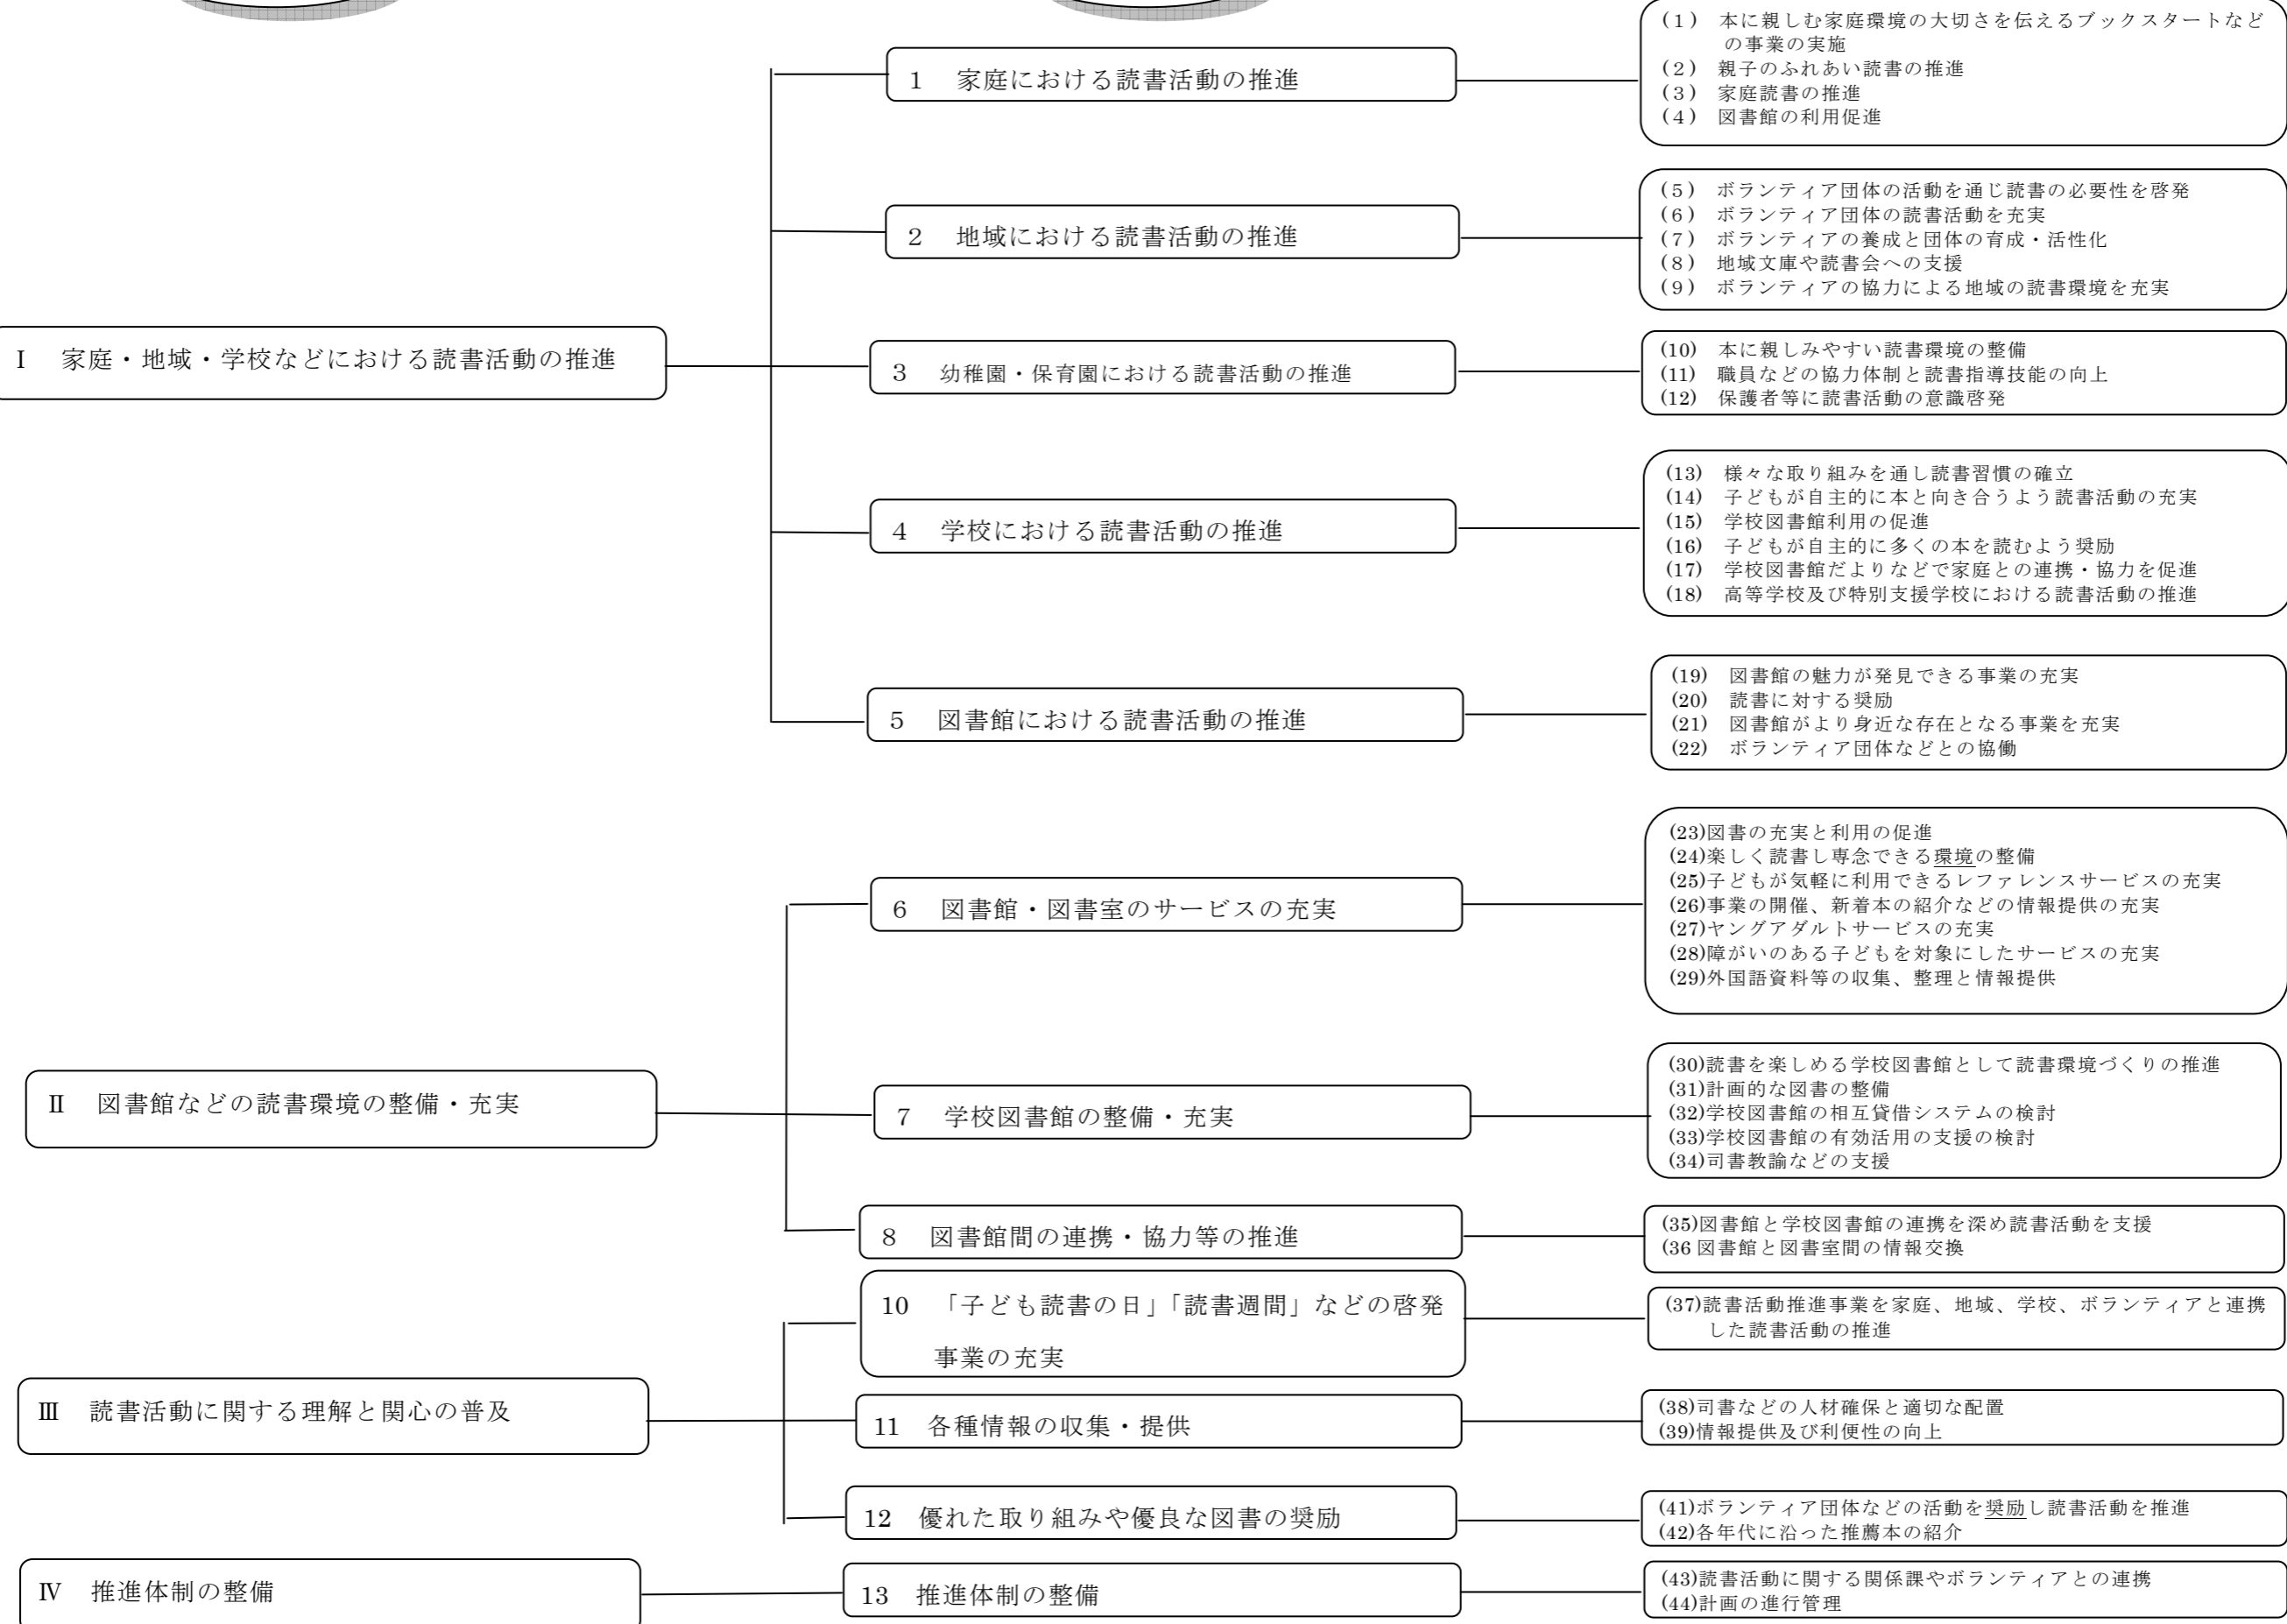 Ⅰ　家庭・地域・学校などにおける読書活動の推進
1　家庭における読書活動の推進
(1)　本に親しむ家庭環境の大切さを伝えるブックスタートなど
の事業の実施
(2)　親子のふれあい読書の推進
(3)　家庭読書の推進
(4)　図書館の利用促進
2　地域における読書活動の推進
(5)　ボランティア団体の活動を通じ読書の必要性を啓発
(6)　ボランティア団体の読書活動を充実
(7)　ボランティアの養成と団体の育成・活性化
(8)　地域文庫や読書会への支援
(9)　ボランティアの協力による地域の読書環境を充実
3　幼稚園・保育園における読書活動の推進
(10)　本に親しみやすい読書環境の整備
(11)　職員などの協力体制と読書指導技能の向上
(12)　保護者等に読書活動の意識啓発
4　学校における読書活動の推進
(13)　様々な取り組みを通し読書習慣の確立
(14)　子どもが自主的に本と向き合うよう読書活動の充実
(15)　学校図書館利用の促進
(16)　子どもが自主的に多くの本を読むよう奨励
(17)　学校図書館だよりなどで家庭との連携・協力を促進
(18)　高等学校及び特別支援学校における読書活動の推進
5　図書館における読書活動の推進
(19)　図書館の魅力が発見できる事業の充実
(20)　読書に対する奨励
(21)　図書館がより身近な存在となる事業を充実
(22)　ボランティア団体などとの協働
Ⅱ　図書館などの読書環境の整備・充実
6　図書館・図書室のサービスの充実
(23)図書の充実と利用の促進
(24)楽しく読書し専念できる環境の整備
(25)子どもが気軽に利用できるレファレンスサービスの充実
(26)事業の開催、新着本の紹介などの情報提供の充実
(27)ヤングアダルトサービスの充実
(28)障がいのある子どもを対象にしたサービスの充実
(29)外国語資料等の収集、整理と情報提供
7　学校図書館の整備・充実
(30)読書を楽しめる学校図書館として読書環境づくりの推進
(31)計画的な図書の整備
(32)学校図書館の相互貸借システムの検討
(33)学校図書館の有効活用の支援の検討
(34)司書教諭などの支援
8　図書館間の連携・協力等の推進
(35)図書館と学校図書館の連携を深め読書活動を支援
(36 図書館と図書室間の情報交換
Ⅲ　読書活動に関する理解と関心の普及
10　「子ども読書の日」「読書週間」などの啓発
事業の充実
(37)読書活動推進事業を家庭、地域、学校、ボランティアと連携
した読書活動の推進
11　各種情報の収集・提供
(38)司書などの人材確保と適切な配置
(39)情報提供及び利便性の向上
12　優れた取り組みや優良な図書の奨励
(41)ボランティア団体などの活動を奨励し読書活動を推進
(42)各年代に沿った推薦本の紹介
Ⅳ　推進体制の整備
13　推進体制の整備
(43)読書活動に関する関係課やボランティアとの連携
(44)計画の進行管理